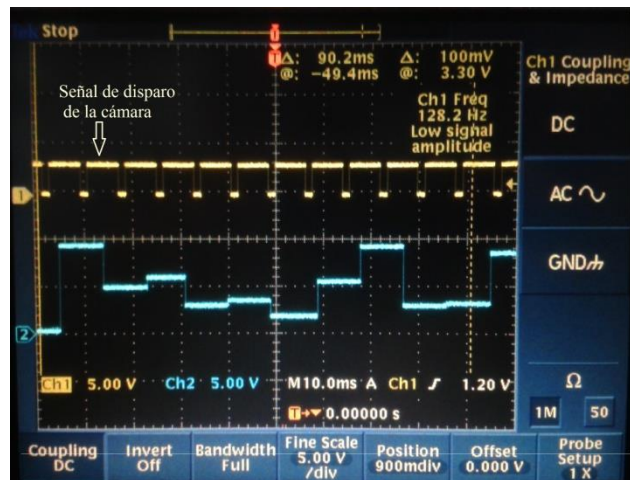 Tek Stop
Δ: 90.2ms Δ: 100mV
@: −49.4ms @: 3.30 V
Ch1 Freq
128.2 Hz
Low signal
amplitude
Señal de disparo
de la cámara
1
2
Ch1 5.00 V Ch2 5.00 V M10.0ms A Ch1 1.20 V
T 0.00000 s
Ch1 Coupling
& Impedance
DC
AC
GND
Ω
1M 50
Coupling
DC
Invert
Off
Bandwidth
Full
Fine Scale
5.00 V
/div
Position
900mdiv
Offset
0.000 V
Probe
Setup
1 X